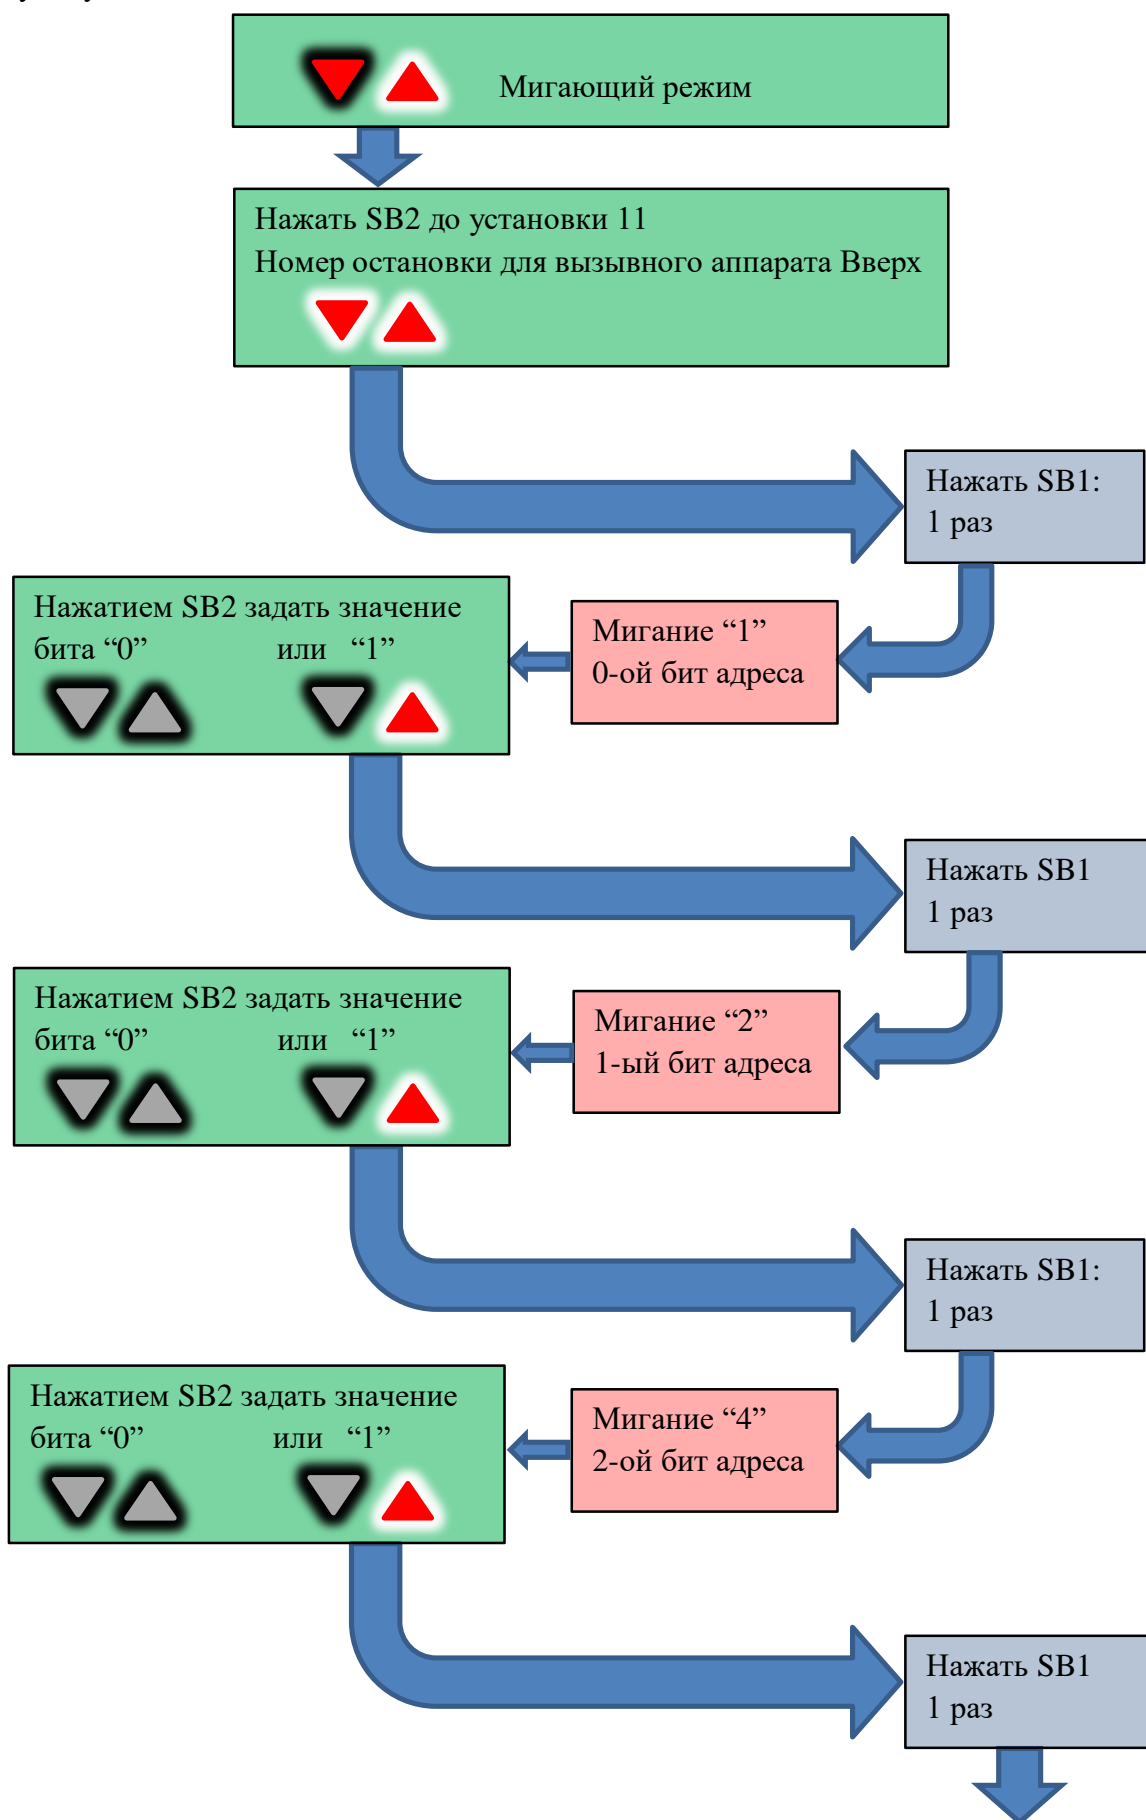 Мигающий режим
Нажать SB2 до установки 11
Номер остановки для вызывного аппарата Вверх
Нажать SB1:
1 раз
Мигание “1”
0-ой бит адреса
Нажатием SB2 задать значение
бита “0” или “1”
Нажать SB1
1 раз
Мигание “2”
1-ый бит адреса
Нажатием SB2 задать значение
бита “0” или “1”
Нажать SB1:
1 раз
Мигание “4”
2-ой бит адреса
Нажатием SB2 задать значение
бита “0” или “1”
Нажать SB1
1 раз